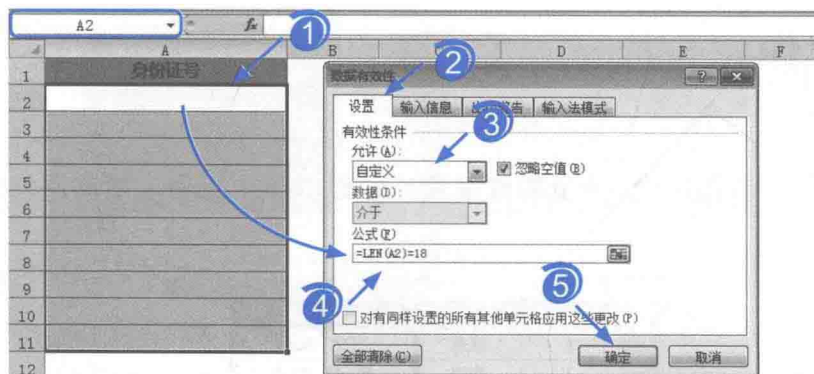 A2
fx
1
A
B
D
E
F
1
身份证号
2
数据有效性
2
设置
输入信息
输入法模式
3
有效性条件
3
允许(A):
4
自定义
忽略空值(B)
5
数据(D):
6
介于
7
公式(F)
8
=LEN(A2)=18
5
9
4
10
对有同样设置的所有其他单元格应用这些更改(P)
11
全部清除(C)
确定
取消
12